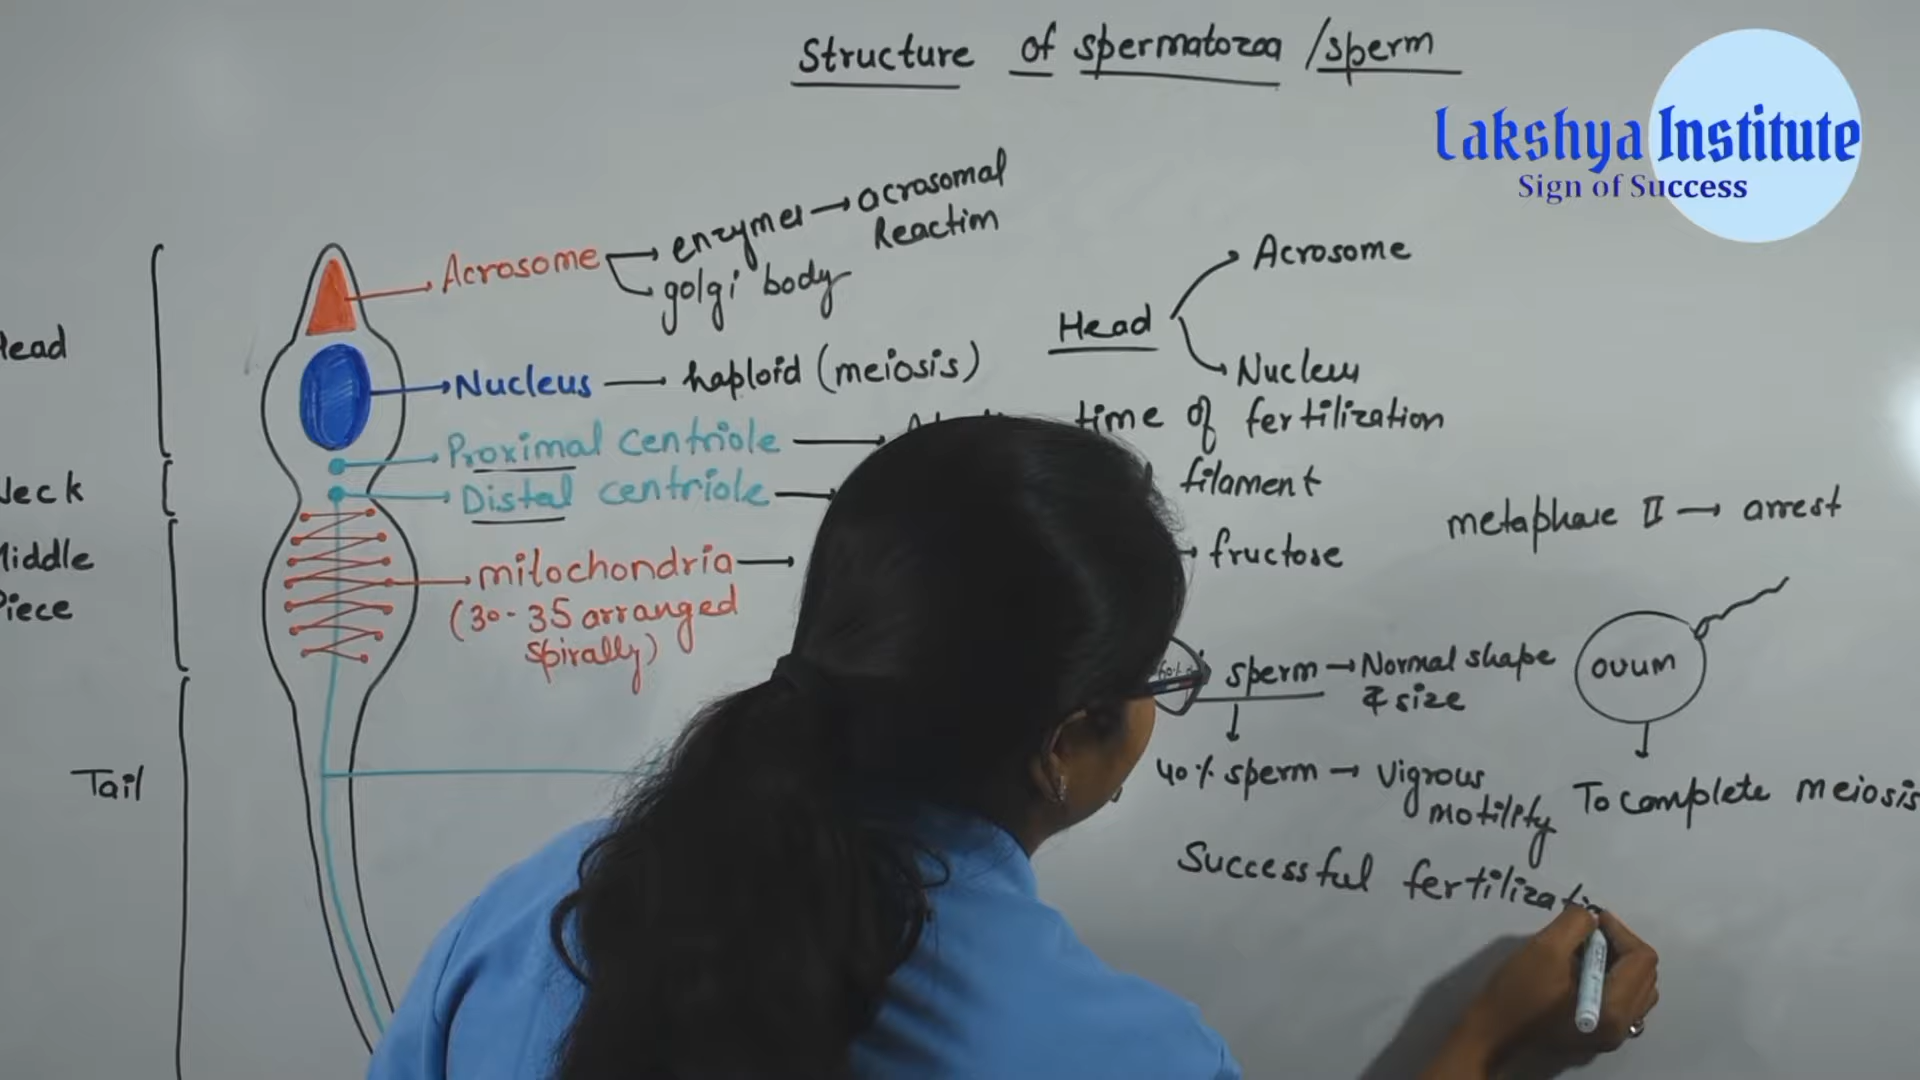 Structure of spermatozoa /sperm
Lakshya Institute
Sign of Success
Acrosome
enzymes → acrosomal
Reaction
golgi body
Head
Acrosome
Nucleus
Nucleus — haploid (meiosis)
Proximal centriole
time of fertilization
Distal centriole
filament
Neck
Middle
Piece
mitochondria
(30-35 arranged
spirally)
fructose
metaphase II → arrest
sperm → Normal shape
& size
ovum
40% sperm → vigrous
motility
To complete meiosis
Tail
Successful